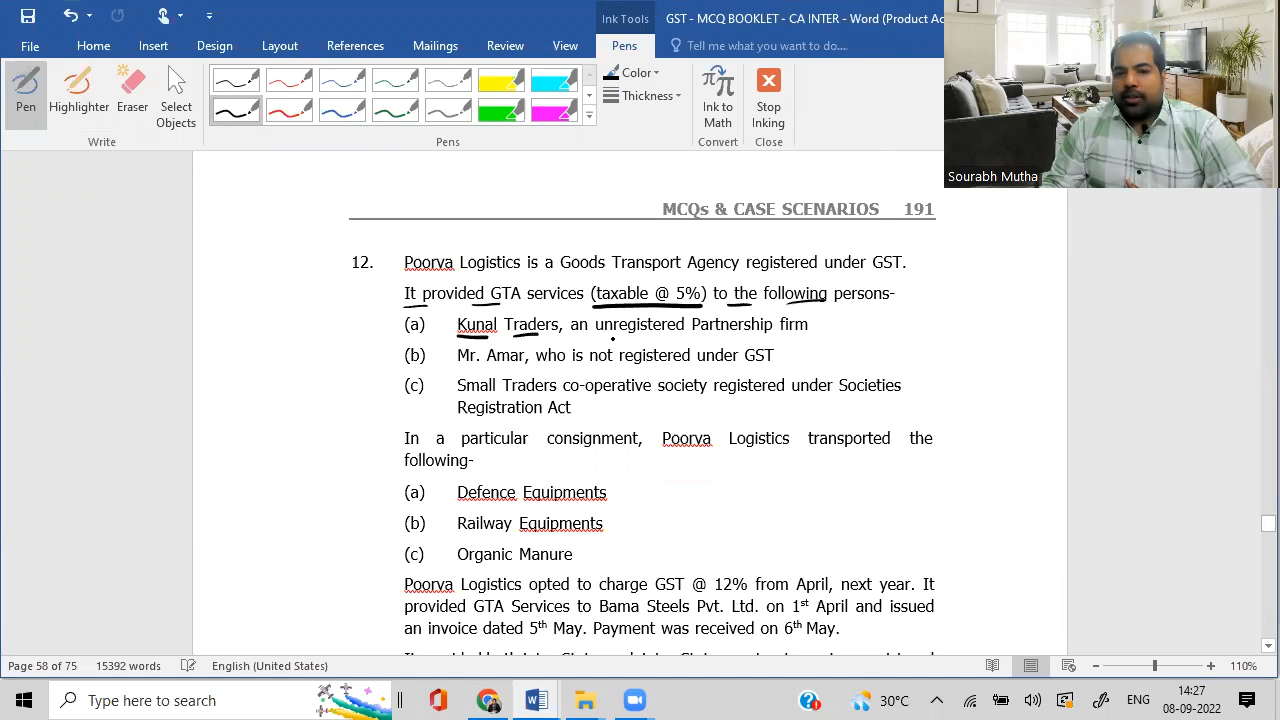 Ink Tools
GST - MCQ BOOKLET - CA INTER - Word (Product Ac
File Home Insert Design Layout References Mailings Review View Pens Tell me what you want to do...
Pen Highlighter Eraser Select Objects
Color
Thickness
Ink to Math
Stop Inking
Write Pens Convert Close
Sourabh Mutha
MCQs & CASE SCENARIOS 191
12. Poorva Logistics is a Goods Transport Agency registered under GST.
It provided GTA services (taxable @ 5%) to the following persons-
(a) Kunal Traders, an unregistered Partnership firm
(b) Mr. Amar, who is not registered under GST
(c) Small Traders co-operative society registered under Societies
Registration Act
In a particular consignment, Poorva Logistics transported the
following-
(a) Defence Equipments
(b) Railway Equipments
(c) Organic Manure
Poorva Logistics opted to charge GST @ 12% from April, next year. It
provided GTA Services to Bama Steels Pvt. Ltd. on 1st April and issued
an invoice dated 5th May. Payment was received on 6th May.
Page 58 of 75 15392 words English (United States) 110%
Type here to search 30°C ENG 14:27
08-09-2022